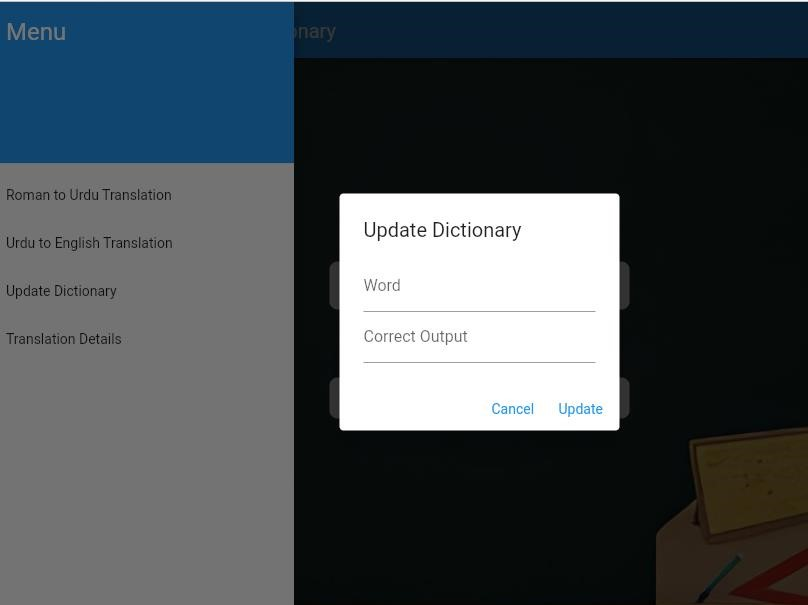 Menu
onary
Roman to Urdu Translation
Urdu to English Translation
Update Dictionary
Translation Details
Update Dictionary
Word
Correct Output
Cancel Update